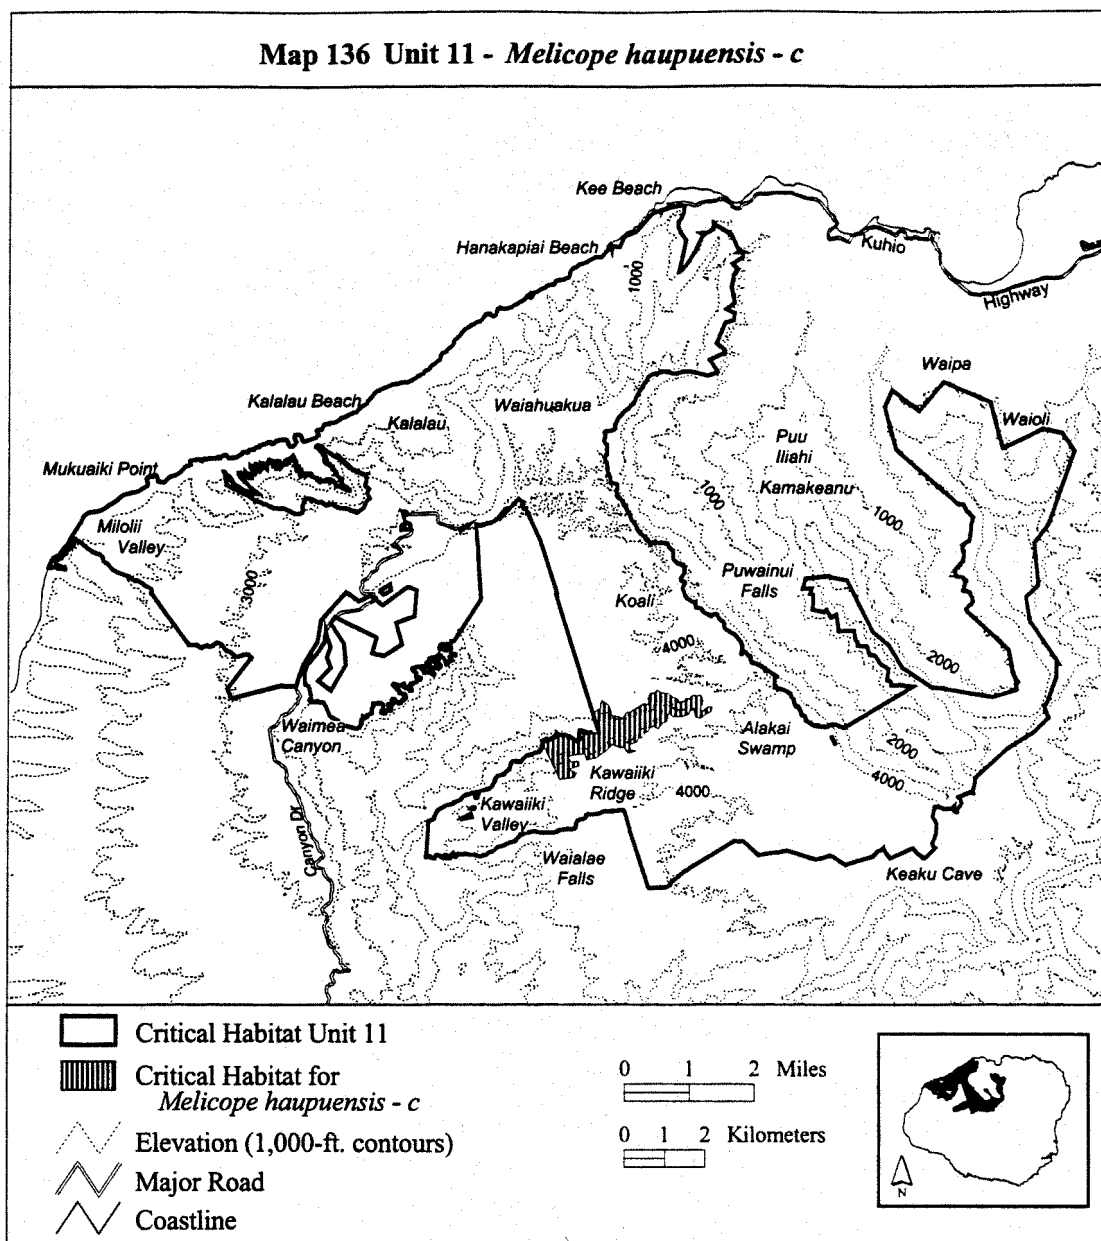 Map 136 Unit 11 - Melicope haupuensis - c
Kee Beach
Hanakapiai Beach
Kuhio
Highway
1000
Waipa
Kalalau Beach
Kalalau
Waiahuakua
Waioli
Puu
Iliahi
Mukuaiki Point
Kamakeanu
1000
1000
Milolii
Valley
3000
Puwainui
Falls
Koali
4000
2000
Waimea
Canyon
Alakai
Swamp
2000
4000
Kawaiiki
Ridge
4000
Kawaiiki
Valley
Canyon Dr
Waialae
Falls
Keaku Cave
Critical Habitat Unit 11
Critical Habitat for
Melicope haupuensis - c
Elevation (1,000-ft. contours)
Major Road
Coastline
0 1 2 Miles
0 1 2 Kilometers
N